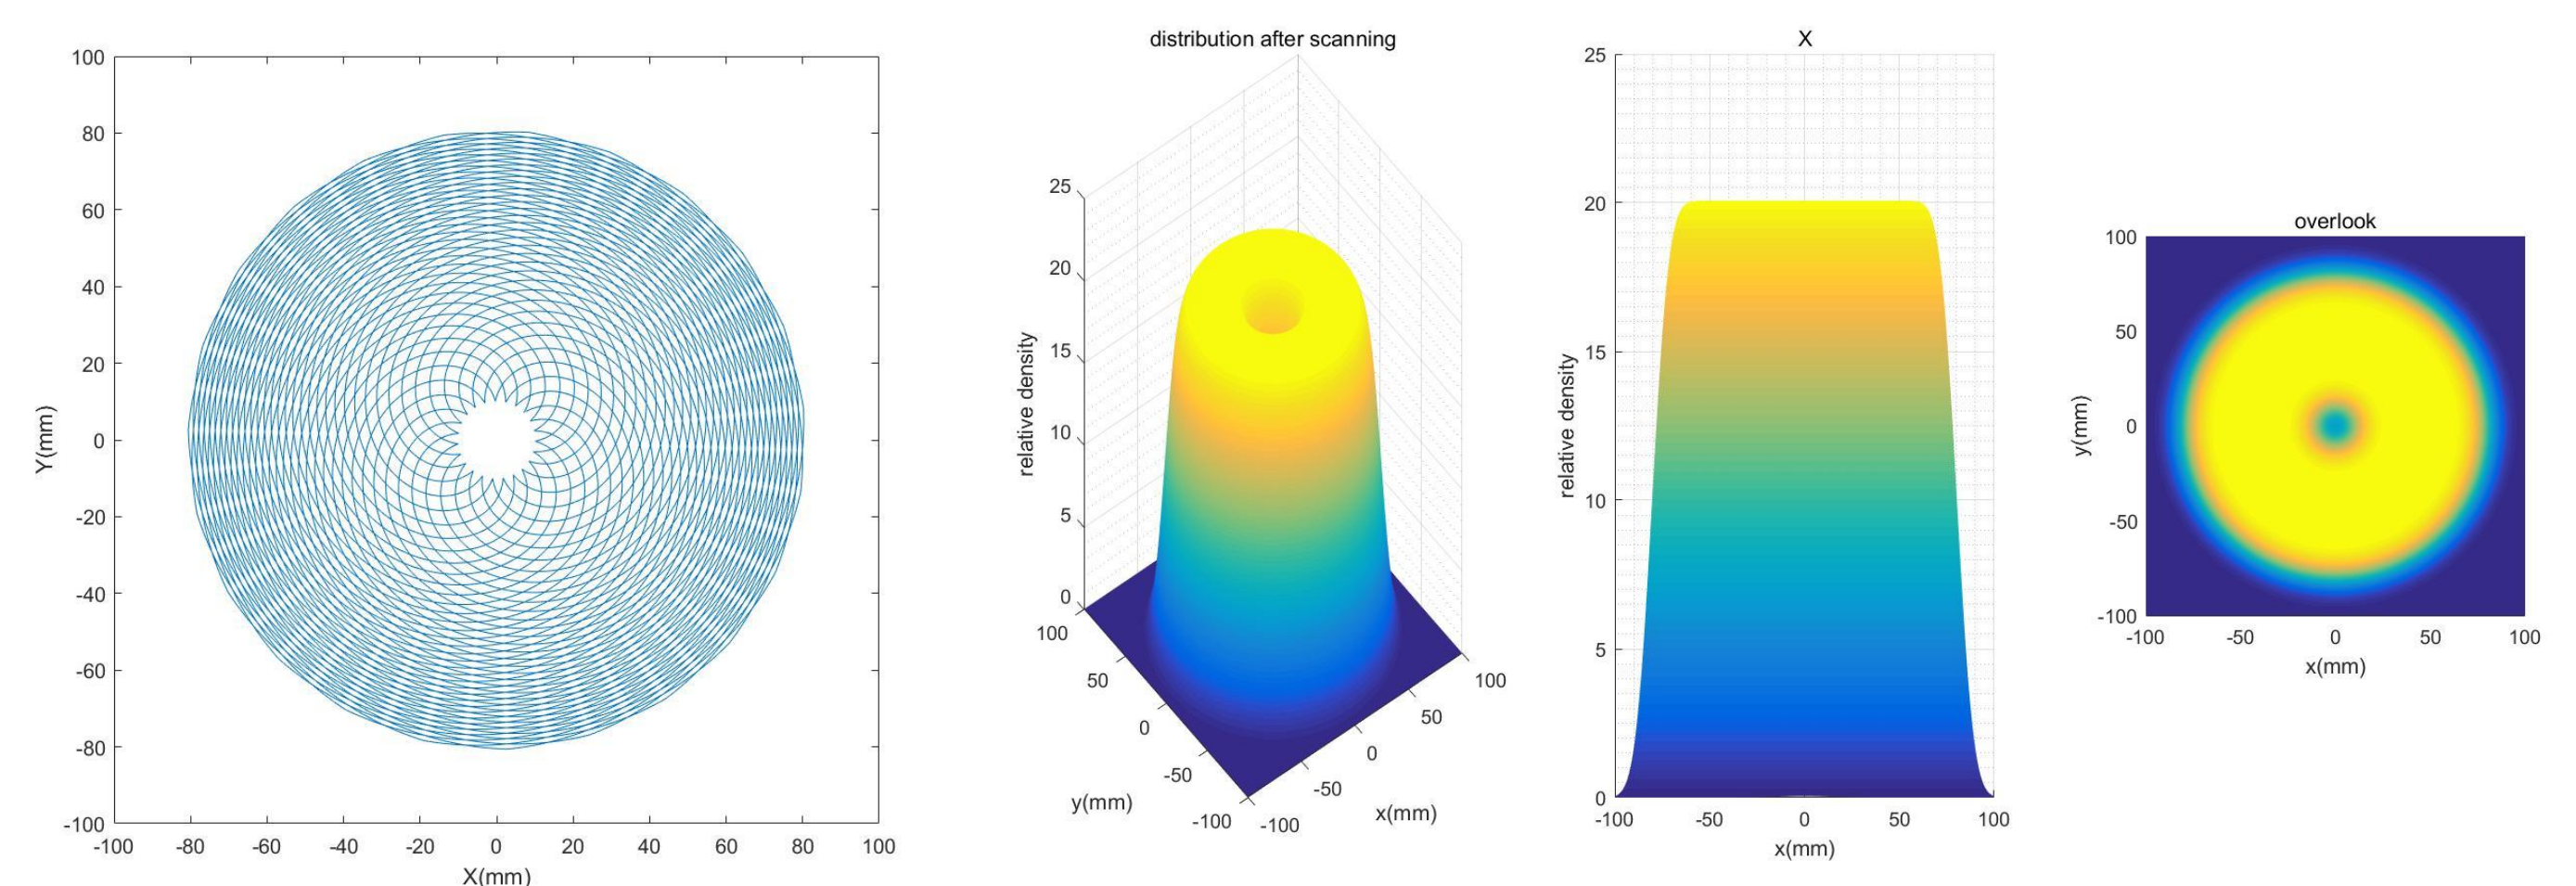 100
80
60
40
20
0
-20
-40
-60
-80
-100
Y(mm)
-100 -80 -60 -40 -20 0 20 40 60 80 100
X(mm)
distribution after scanning
25
20
15
10
5
0
relative density
100
50
0
-50
-100
y(mm)
-100
-50
0
50
100
x(mm)
X
25
20
15
10
5
0
relative density
-100 -50 0 50 100
x(mm)
overlook
100
50
0
-50
-100
y(mm)
-100 -50 0 50 100
x(mm)